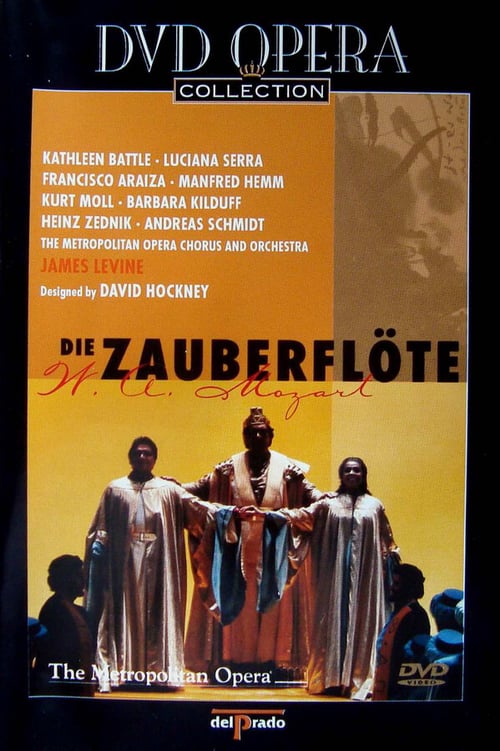 DVD OPERA
COLLECTION
KATHLEEN BATTLE · LUCIANA SERRA
FRANCISCO ARAIZA · MANFRED HEMM
KURT MOLL · BARBARA KILDUFF
HEINZ ZEDNIK · ANDREAS SCHMIDT
THE METROPOLITAN OPERA CHORUS AND ORCHESTRA
JAMES LEVINE
Designed by DAVID HOCKNEY
DIE ZAUBERFLÖTE
W. A. Mozart
The Metropolitan Opera
DVD
VIDEO
del Prado